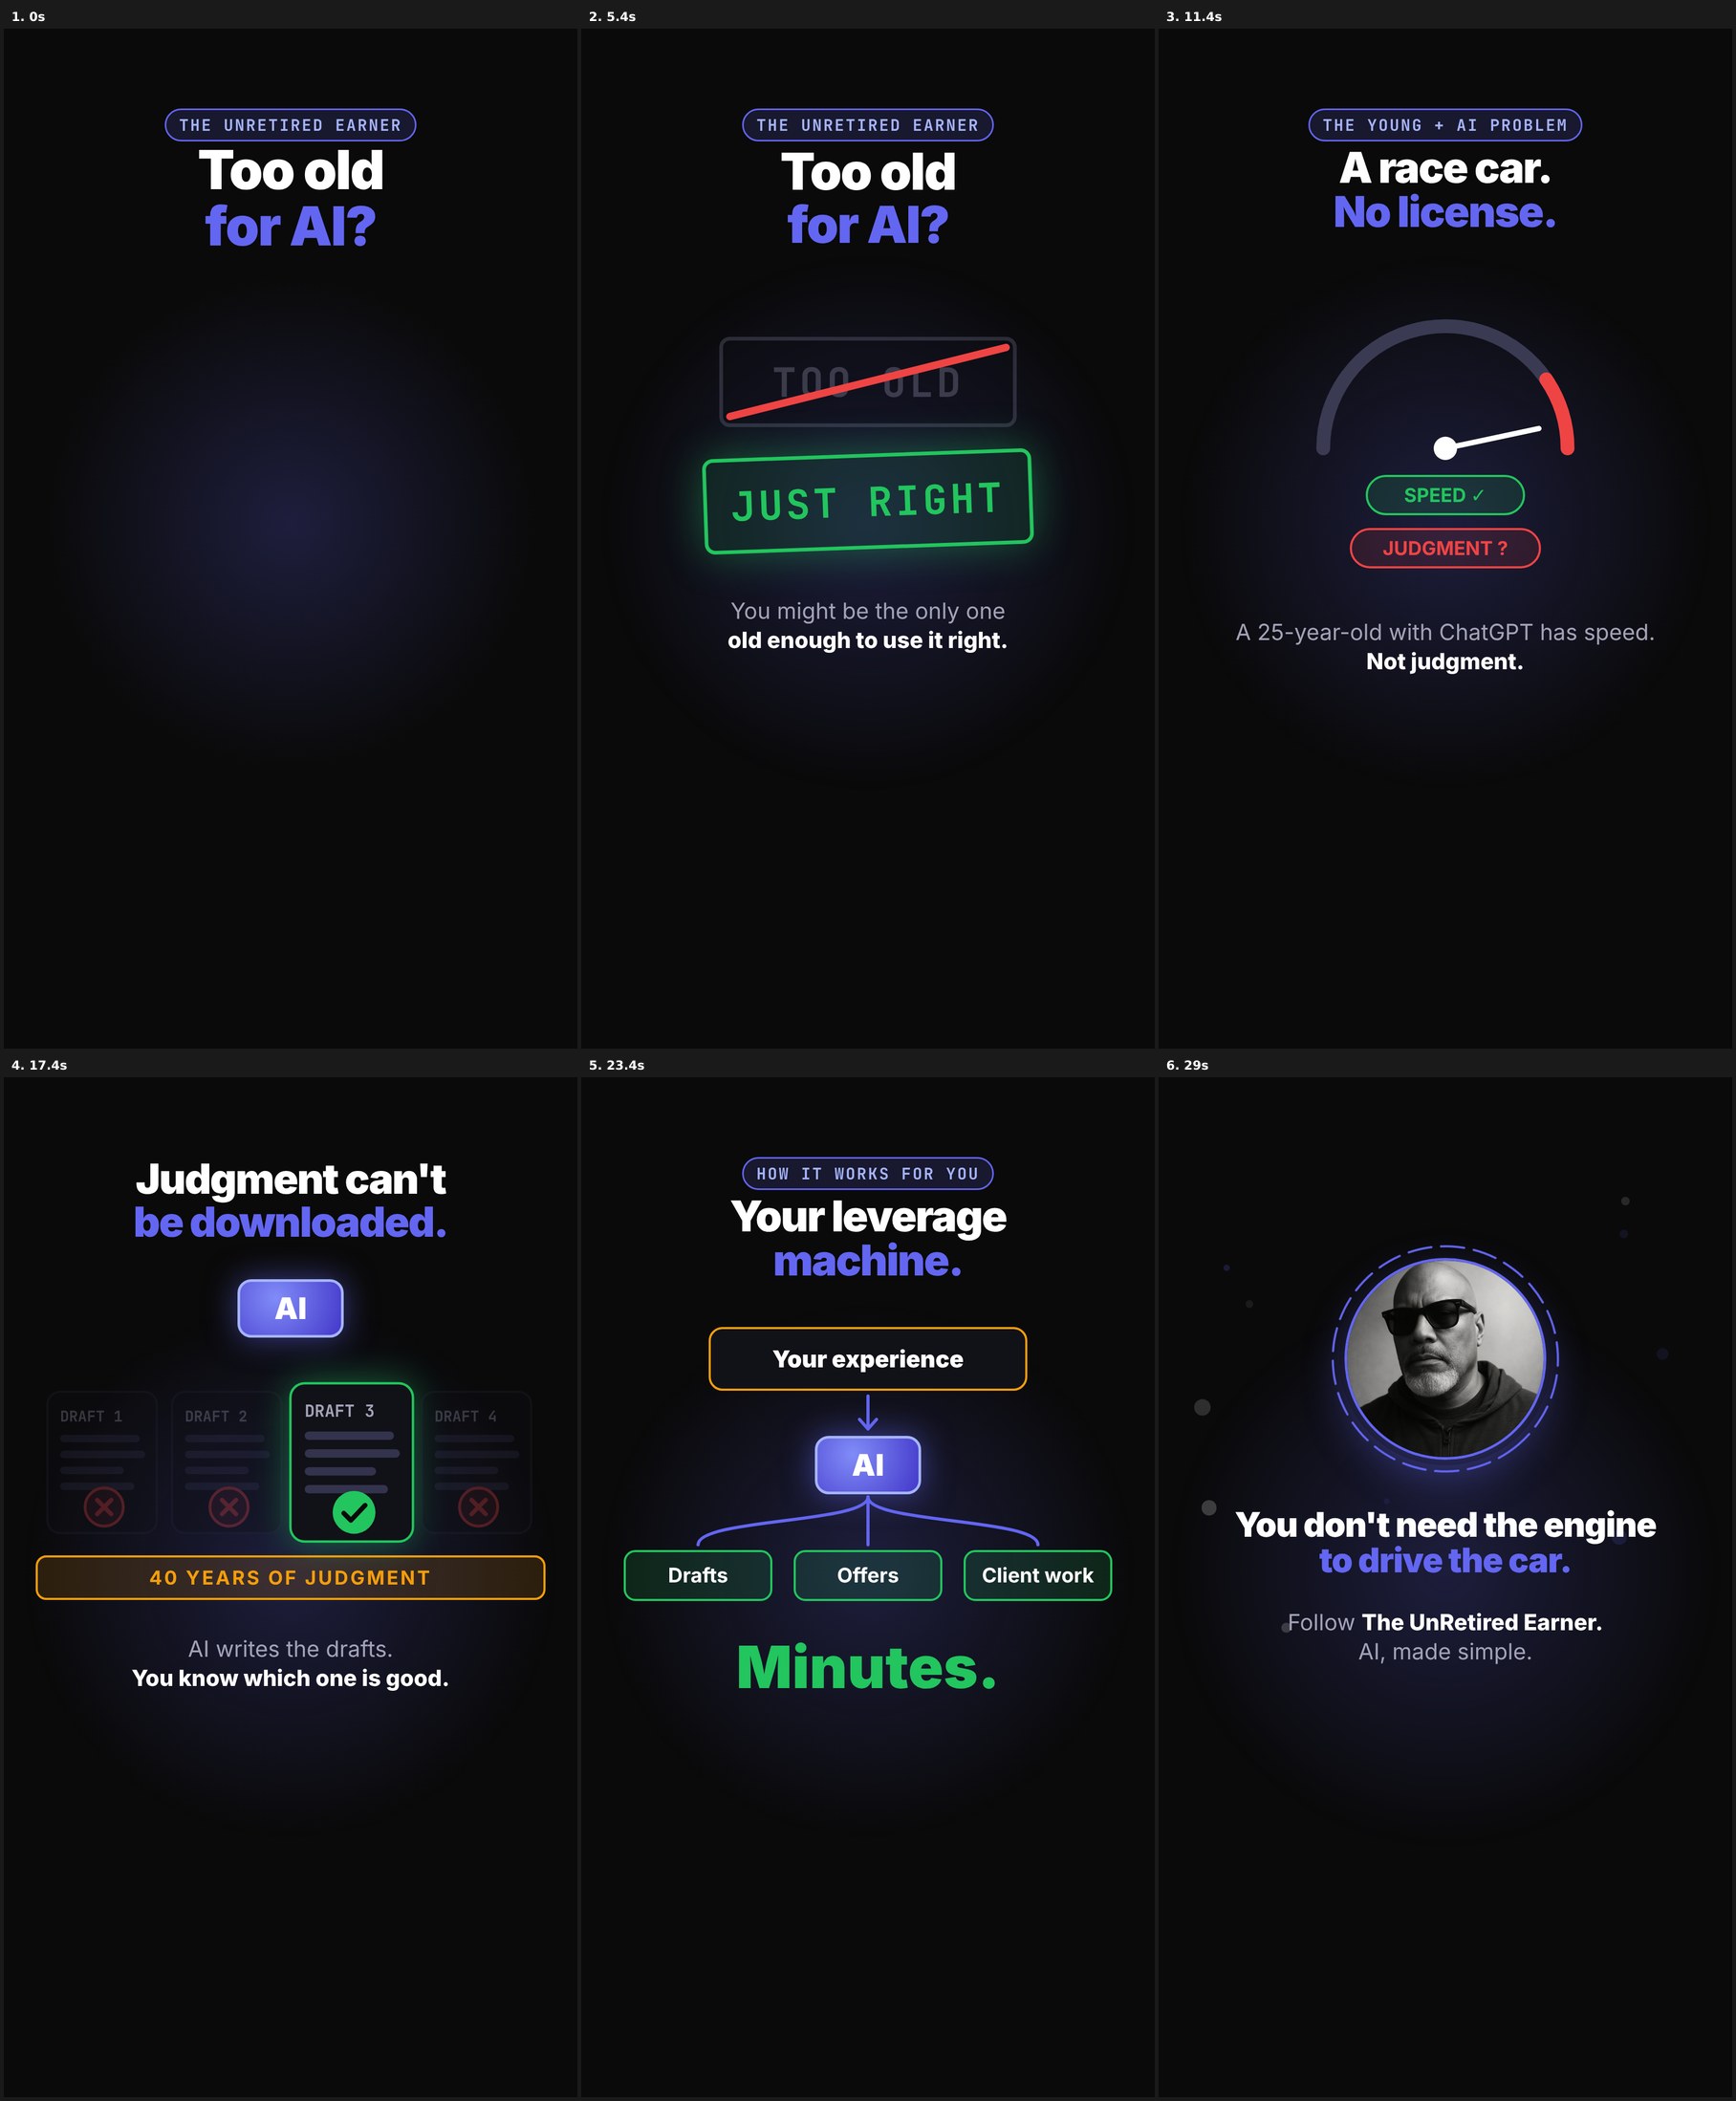 1. 0s
THE UNRETIRED EARNER
Too old
for AI?
2. 5.4s
THE UNRETIRED EARNER
Too old
for AI?
TOO OLD
JUST RIGHT
You might be the only one
old enough to use it right.
3. 11.4s
THE YOUNG + AI PROBLEM
A race car.
No license.
SPEED ✓
JUDGMENT ?
A 25-year-old with ChatGPT has speed.
Not judgment.
4. 17.4s
Judgment can't
be downloaded.
AI
DRAFT 1
DRAFT 2
DRAFT 3
DRAFT 4
40 YEARS OF JUDGMENT
AI writes the drafts.
You know which one is good.
5. 23.4s
HOW IT WORKS FOR YOU
Your leverage
machine.
Your experience
AI
Drafts
Offers
Client work
Minutes.
6. 29s
You don't need the engine
to drive the car.
Follow The UnRetired Earner.
AI, made simple.